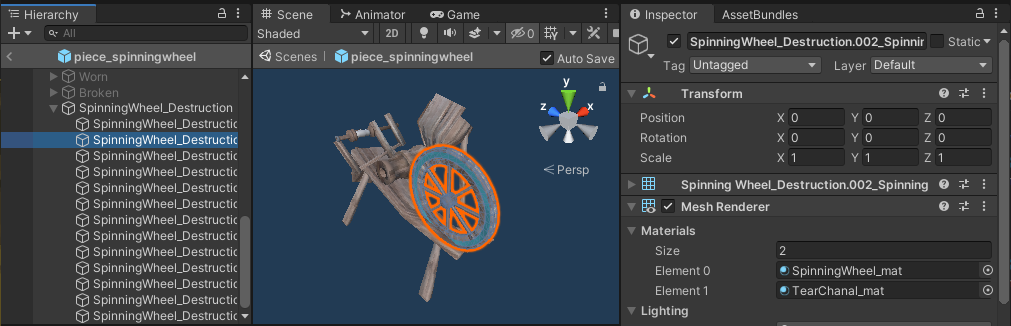 Hierarchy
All
piece_spinningwheel
Worn
Broken
SpinningWheel_Destruction
SpinningWheel_Destructio
SpinningWheel_Destructio
SpinningWheel_Destructio
SpinningWheel_Destructio
SpinningWheel_Destructio
SpinningWheel_Destructio
SpinningWheel_Destructio
SpinningWheel_Destructio
SpinningWheel_Destructio
SpinningWheel_Destructio
SpinningWheel_Destructio
SpinningWheel_Destructio
SpinningWheel_Destructio
Scene Animator Game
Shaded 2D 0
Scenes piece_spinningwheel Auto Save
y
z x
Persp
Inspector AssetBundles
SpinningWheel_Destruction.002_Spinnin Static
Tag Untagged Layer Default
Transform
Position X 0 Y 0 Z 0
Rotation X 0 Y 0 Z 0
Scale X 1 Y 1 Z 1
Spinning Wheel_Destruction.002_Spinning
Mesh Renderer
Materials
Size 2
Element 0 SpinningWheel_mat
Element 1 TearChanal_mat
Lighting